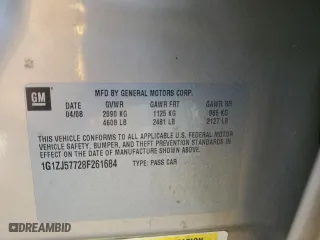 GM
MFD BY GENERAL MOTORS CORP.
DATE GVWR GAWR FRT GAWR RR
04/08 2090 KG 1125 KG 965 KG
4609 LB 2481 LB 2127 LB
THIS VEHICLE CONFORMS TO ALL APPLICABLE U.S. FEDERAL MOTOR
VEHICLE SAFETY, BUMPER, AND THEFT PREVENTION STANDARDS
IN EFFECT ON THE DATE OF MANUFACTURE SHOWN ABOVE.
1G1ZJ57728F261684 TYPE: PASS CAR
AUTOBIDMASTER